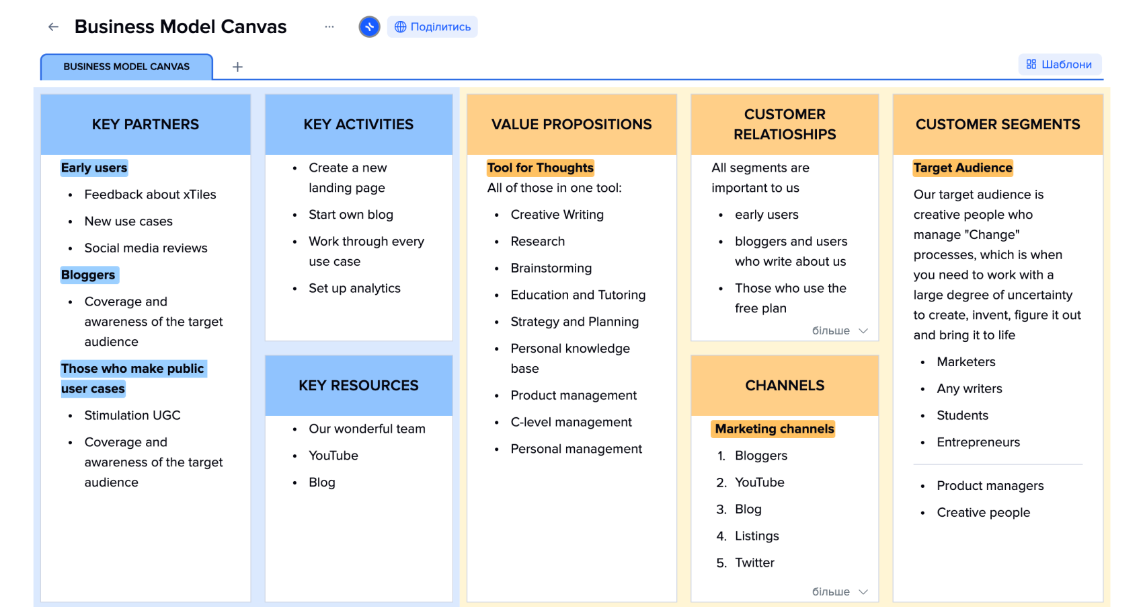 Business Model Canvas
Поділитись
BUSINESS MODEL CANVAS
Шаблони
KEY PARTNERS
Early users
Feedback about xTiles
New use cases
Social media reviews
Bloggers
Coverage and
awareness of the target
audience
Those who make public
user cases
Stimulation UGC
Coverage and
awareness of the target
audience
KEY ACTIVITIES
Create a new
landing page
Start own blog
Work through every
use case
Set up analytics
KEY RESOURCES
Our wonderful team
YouTube
Blog
VALUE PROPOSITIONS
Tool for Thoughts
All of those in one tool:
Creative Writing
Research
Brainstorming
Education and Tutoring
Strategy and Planning
Personal knowledge
base
Product management
C-level management
Personal management
CUSTOMER
RELATIOSHIPS
All segments are
important to us
early users
bloggers and users
who write about us
Those who use the
free plan
більше
CHANNELS
Marketing channels
1. Bloggers
2. YouTube
3. Blog
4. Listings
5. Twitter
більше
CUSTOMER SEGMENTS
Target Audience
Our target audience is
creative people who
manage "Change"
processes, which is when
you need to work with a
large degree of uncertainty
to create, invent, figure it out
and bring it to life
Marketers
Any writers
Students
Entrepreneurs
Product managers
Creative people